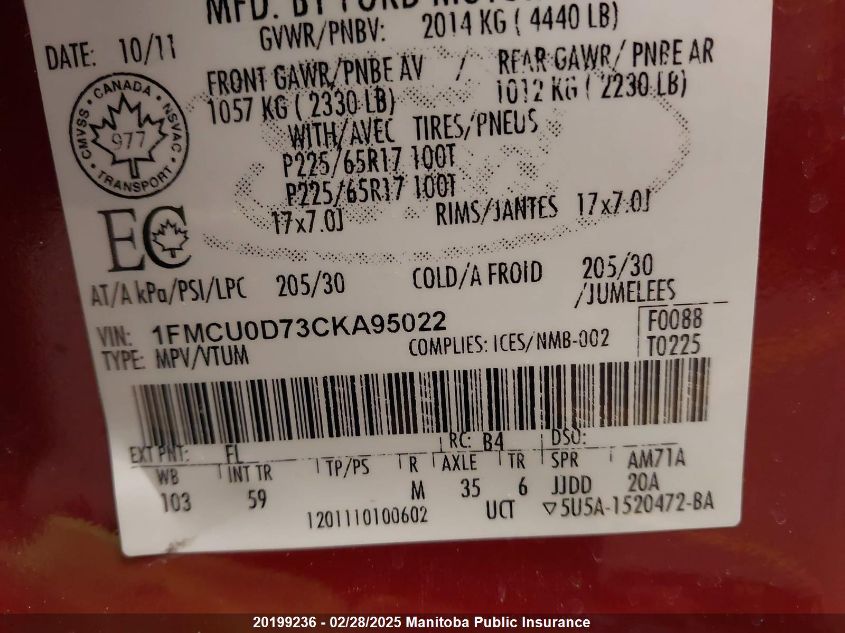 MFD. BY FORD MOTOR
DATE: 10/11 GVWR/PNBV: 2014 KG ( 4440 LB)
FRONT GAWR/PNBE AV / REAR GAWR/ PNBE AR
1057 KG ( 2330 LB) 1012 KG ( 2230 LB)
WITH/AVEC TIRES/PNEUS
P225/65R17 100T
P225/65R17 100T
17x7.0J RIMS/JANTES 17x7.0J
CMVSS • CANADA • NSVAC • TRANSPORT •
977
EC
AT/A kPa/PSI/LPC 205/30 COLD/A FROID 205/30
/JUMELEES
VIN: 1FMCU0D73CKA95022 F0088
TYPE: MPV/VTUM COMPLIES: ICES/NMB-002 T0225
EXT PNT: FL RC: B4 DSO:
WB INT TR TP/PS R AXLE TR SPR AM71A
103 59 M 35 6 JJDD 20A
1201110100602 UCT ▽5U5A-1520472-BA
20199236 - 02/28/2025 Manitoba Public Insurance